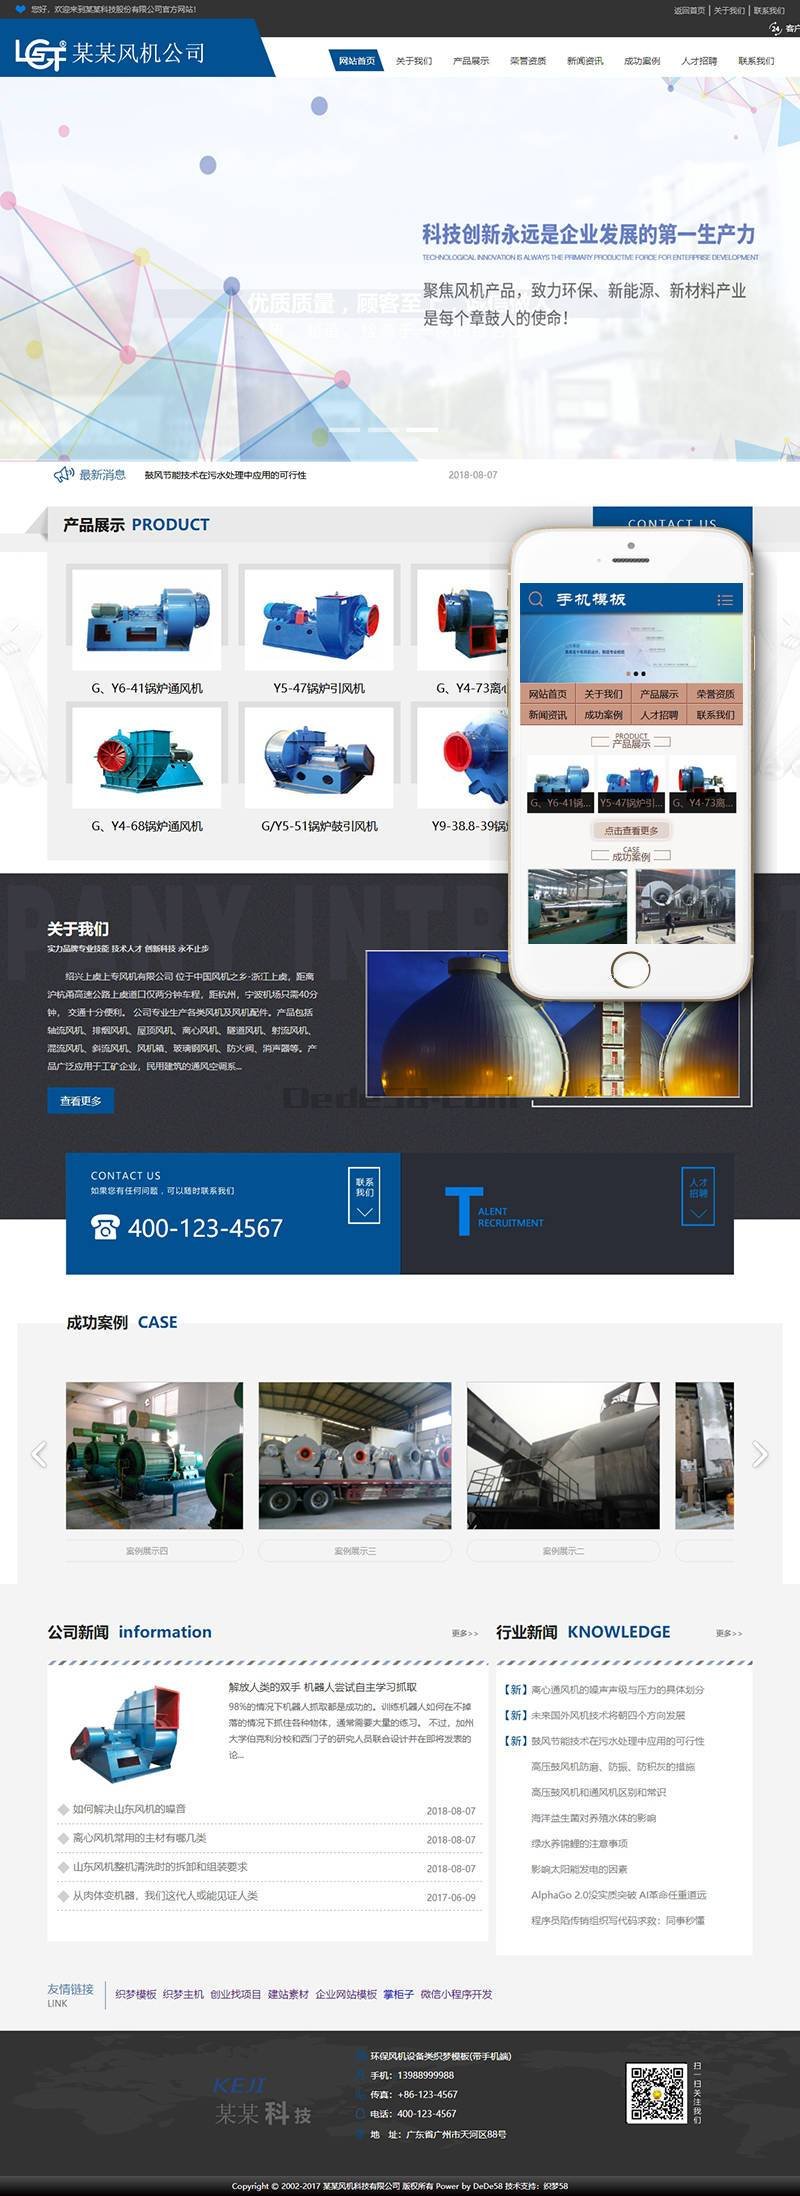 您好，欢迎来到某某科技股份有限公司官方网站！
返回首页 | 关于我们 | 联系我们
24 客户
LGT 某某风机公司
网站首页 关于我们 产品展示 荣誉资质 新闻资讯 成功案例 人才招聘 联系我们
科技创新永远是企业发展的第一生产力
TECHNOLOGICAL INNOVATION IS ALWAYS THE PRIMARY PRODUCTIVE FORCE FOR ENTERPRISE DEVELOPMENT
聚焦风机产品，致力环保、新能源、新材料产业
是每个章鼓人的使命！
优质质量，顾客至
最新消息 鼓风节能技术在污水处理中应用的可行性 2018-08-07
产品展示 PRODUCT
CONTACT US
G、Y6-41锅炉通风机
Y5-47锅炉引风机
G、Y4-73离心
G、Y4-68锅炉通风机
G/Y5-51锅炉鼓引风机
Y9-38.8-39锅炉
手机模板
网站首页 关于我们 产品展示 荣誉资质
新闻资讯 成功案例 人才招聘 联系我们
PRODUCT
产品展示
G、Y6-41锅... Y5-47锅炉引... G、Y4-73离...
点击查看更多
CASE
成功案例
关于我们
实力品牌专业技能 技术人才 创新科技 永不止步
绍兴上虞上专风机有限公司 位于中国风机之乡-浙江上虞，距离
沪杭甬高速公路上虞道口仅两分钟车程，距杭州，宁波机场只需40分
钟， 交通十分便利。 公司专业生产各类风机及风机配件。产品包括
轴流风机、排烟风机、屋顶风机、离心风机、隧道风机、射流风机、
混流风机、斜流风机、风机箱、玻璃钢风机、防火阀、消声器等。产
品广泛应用于工矿企业，民用建筑的通风空调系...
查看更多
Dede58.com
CONTACT US
如果您有任何问题，可以随时联系我们
400-123-4567
联系
我们
TALENT
RECRUITMENT
人才
招聘
成功案例 CASE
案例展示四
案例展示三
案例展示二
公司新闻 information 更多>>
解放人类的双手 机器人尝试自主学习抓取
98%的情况下机器人抓取都是成功的。训练机器人如何在不掉
落的情况下抓住各种物体，通常需要大量的练习。 不过，加州
大学伯克利分校和西门子的研究人员联合设计并在即将发表的
论...
如何解决山东风机的噪音 2018-08-07
离心风机常用的主材有哪几类 2018-08-07
山东风机整机清洗时的拆卸和组装要求 2018-08-07
从肉体变机器，我们这代人或能见证人类 2017-06-09
行业新闻 KNOWLEDGE 更多>>
【新】离心通风机的噪声声级与压力的具体划分
【新】未来国外风机技术将朝四个方向发展
【新】鼓风节能技术在污水处理中应用的可行性
高压鼓风机防磨、防振、防积灰的措施
高压鼓风机和通风机区别和常识
海洋益生菌对养殖水体的影响
绿水养锦鲤的注意事项
影响太阳能发电的因素
AlphaGo 2.0没实质突破 AI革命任重道远
程序员陷传销组织写代码求救：同事秒懂
友情链接
LINK
织梦模板 织梦主机 创业找项目 建站素材 企业网站模板 掌柜子 微信小程序开发
KEJI
某某科技
环保风机设备类织梦模板(带手机端)
手机：13988999988
传真：+86-123-4567
电话：400-123-4567
地 址：广东省广州市天河区88号
扫一扫关注我们
Copyright © 2002-2017 某某风机科技有限公司 版权所有 Power by DeDe58 技术支持：织梦58